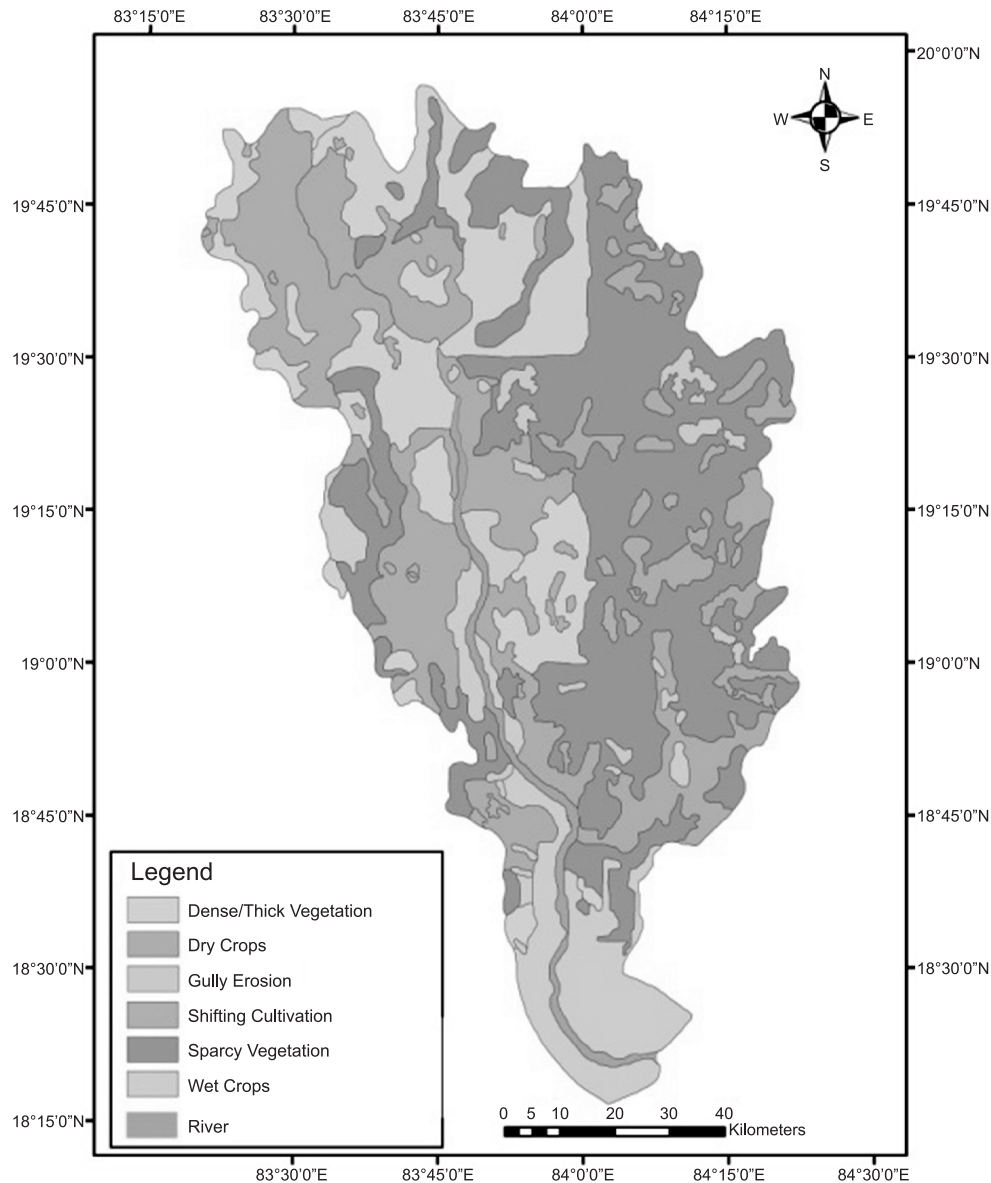 83°15'0"E 83°30'0"E 83°45'0"E 84°0'0"E 84°15'0"E
20°0'0"N
N
W E
S
19°45'0"N 19°45'0"N
19°30'0"N 19°30'0"N
19°15'0"N 19°15'0"N
19°0'0"N 19°0'0"N
18°45'0"N 18°45'0"N
Legend
Dense/Thick Vegetation
Dry Crops
Gully Erosion
Shifting Cultivation
Sparcy Vegetation
Wet Crops
River
18°30'0"N 18°30'0"N
18°15'0"N
0 5 10 20 30 40
Kilometers
83°30'0"E 83°45'0"E 84°0'0"E 84°15'0"E 84°30'0"E